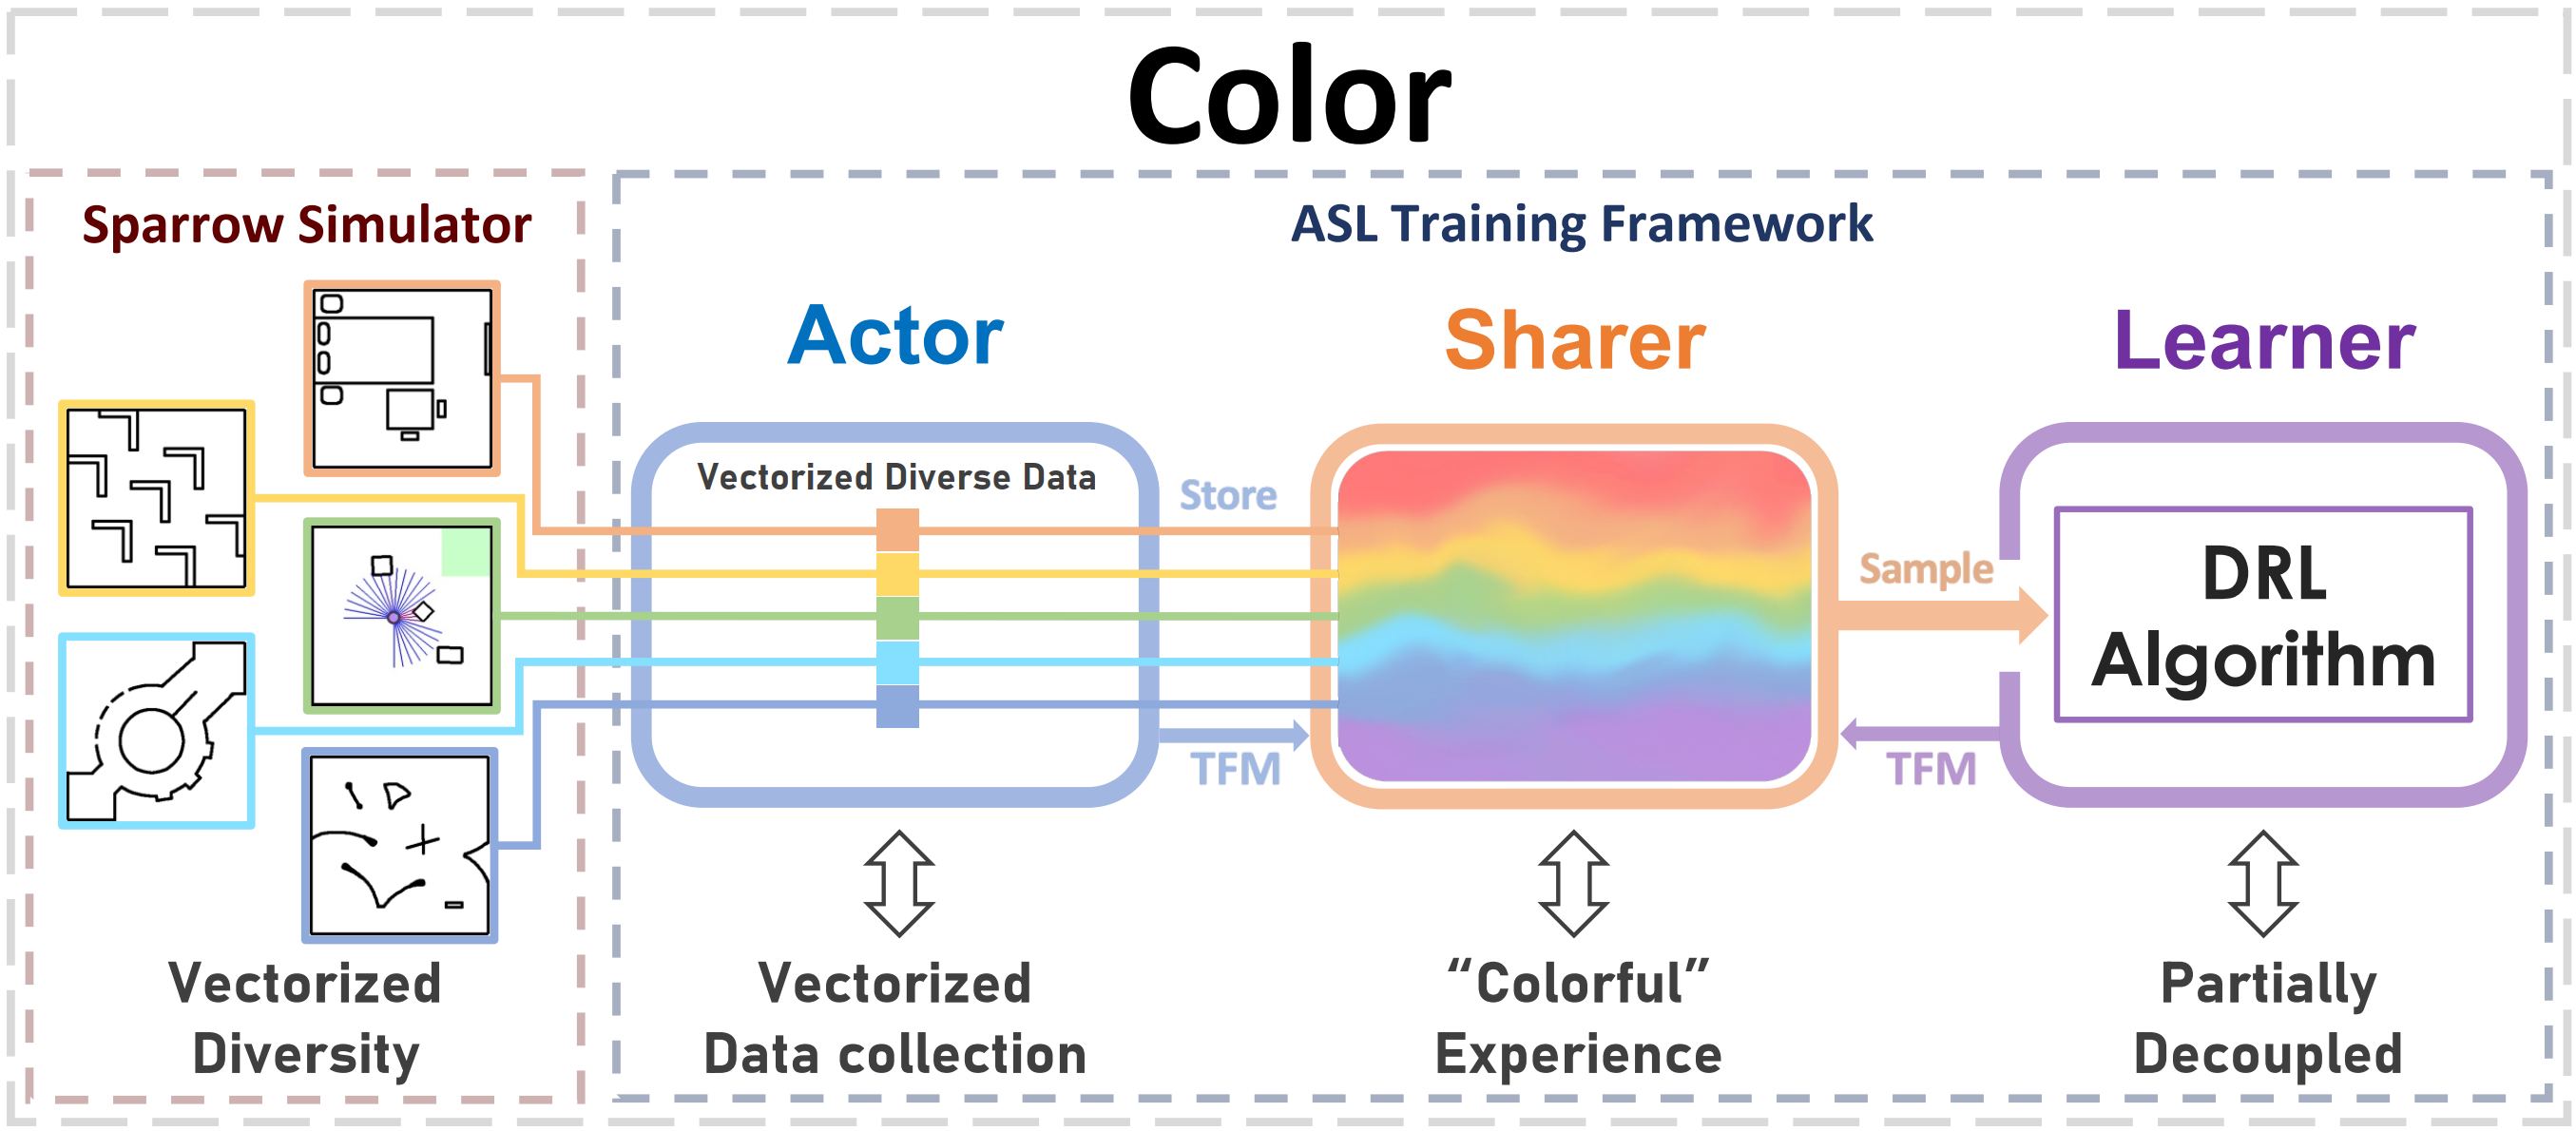 Color
Sparrow Simulator
ASL Training Framework
Actor
Sharer
Learner
Vectorized Diverse Data
Store
Sample
DRL
Algorithm
TFM
TFM
Vectorized
Diversity
Vectorized
Data collection
“Colorful”
Experience
Partially
Decoupled